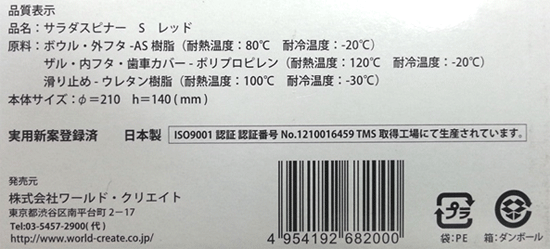 品質表示
品名：サラダスピナー　S　レッド
原料：ボウル・外フタ-AS樹脂（耐熱温度：80℃　耐冷温度：-20℃）
ザル・内フタ・歯車カバー - ポリプロピレン（耐熱温度：120℃　耐冷温度：-20℃）
滑り止め - ウレタン樹脂（耐熱温度：100℃　耐冷温度：-30℃）
本体サイズ：φ＝210　h＝140（mm）
実用新案登録済　日本製　ISO9001 認証 認証番号 No.1210016459 TMS 取得工場にて生産されています。
発売元
株式会社ワールド・クリエイト
東京都渋谷区南平台町2－17
Tel:03-5457-2900（代）
http://www.world-create.co.jp/
4 954192 682000
プラ
袋：PE
箱：ダンボール